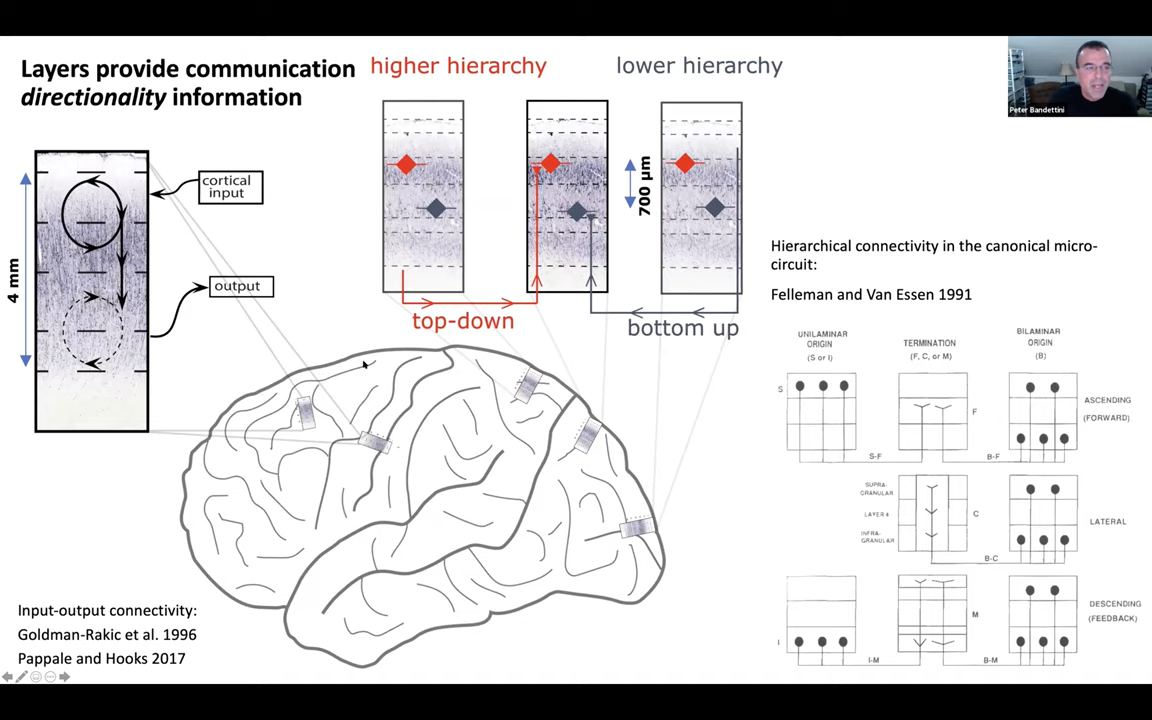 Layers provide communication
directionality information
higher hierarchy
lower hierarchy
Peter Bandettini
cortical
input
output
4 mm
700 µm
top-down
bottom up
Hierarchical connectivity in the canonical micro-
circuit:
Felleman and Van Essen 1991
UNILAMINAR
ORIGIN
(S or I)
TERMINATION
(F, C, or M)
BILAMINAR
ORIGIN
(B)
S
F
ASCENDING
(FORWARD)
S-F
B-F
SUPRA-
GRANULAR
LAYER 4
INFRA-
GRANULAR
C
LATERAL
B-C
M
DESCENDING
(FEEDBACK)
I
I-M
B-M
Input-output connectivity:
Goldman-Rakic et al. 1996
Pappale and Hooks 2017